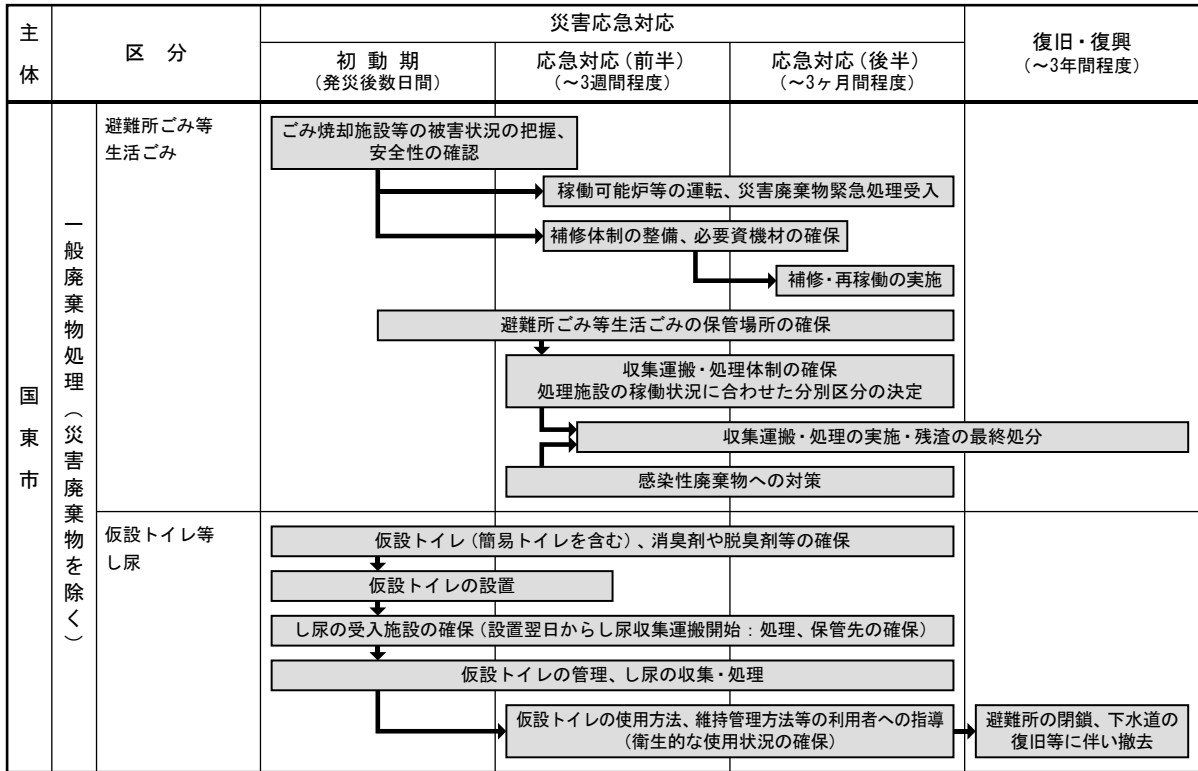 主体
区　分
災害応急対応
初 動 期
（発災後数日間）
応急対応（前半）
（～3週間程度）
応急対応（後半）
（～3ヶ月間程度）
復旧・復興
（～3年間程度）
国東市
一般廃棄物処理（災害廃棄物を除く）
避難所ごみ等
生活ごみ
ごみ焼却施設等の被害状況の把握、
安全性の確認
稼働可能炉等の運転、災害廃棄物緊急処理受入
補修体制の整備、必要資機材の確保
補修・再稼働の実施
避難所ごみ等生活ごみの保管場所の確保
収集運搬・処理体制の確保
処理施設の稼働状況に合わせた分別区分の決定
収集運搬・処理の実施・残渣の最終処分
感染性廃棄物への対策
仮設トイレ等
し尿
仮設トイレ（簡易トイレを含む）、消臭剤や脱臭剤等の確保
仮設トイレの設置
し尿の受入施設の確保（設置翌日からし尿収集運搬開始：処理、保管先の確保）
仮設トイレの管理、し尿の収集・処理
仮設トイレの使用方法、維持管理方法等の利用者への指導
（衛生的な使用状況の確保）
避難所の閉鎖、下水道の
復旧等に伴い撤去